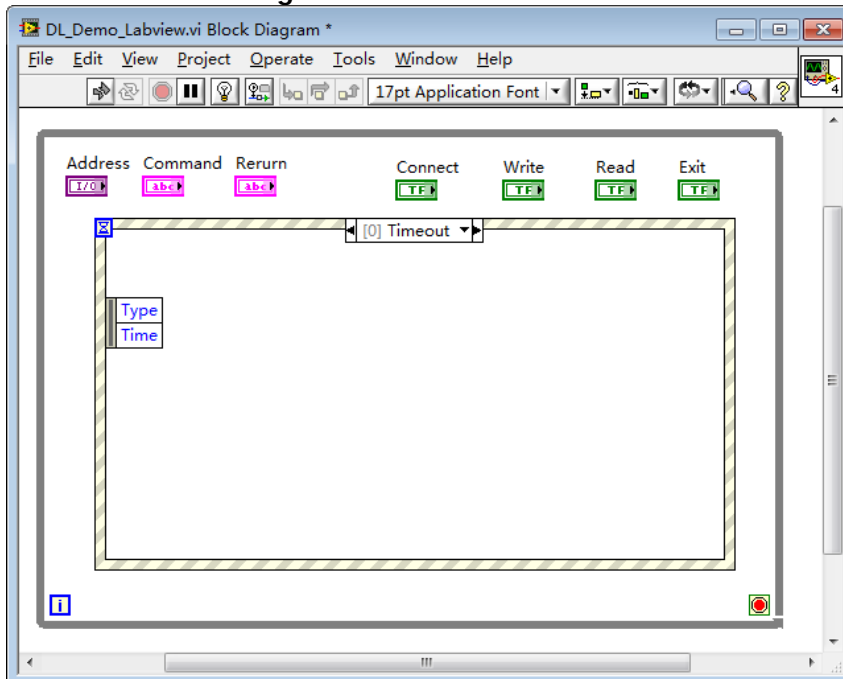 DL_Demo_Labview.vi Block Diagram *
File Edit View Project Operate Tools Window Help
17pt Application Font
4
Address Command Rerurn Connect Write Read Exit
I/O abc abc TF TF TF TF
[0] Timeout
Type
Time
i